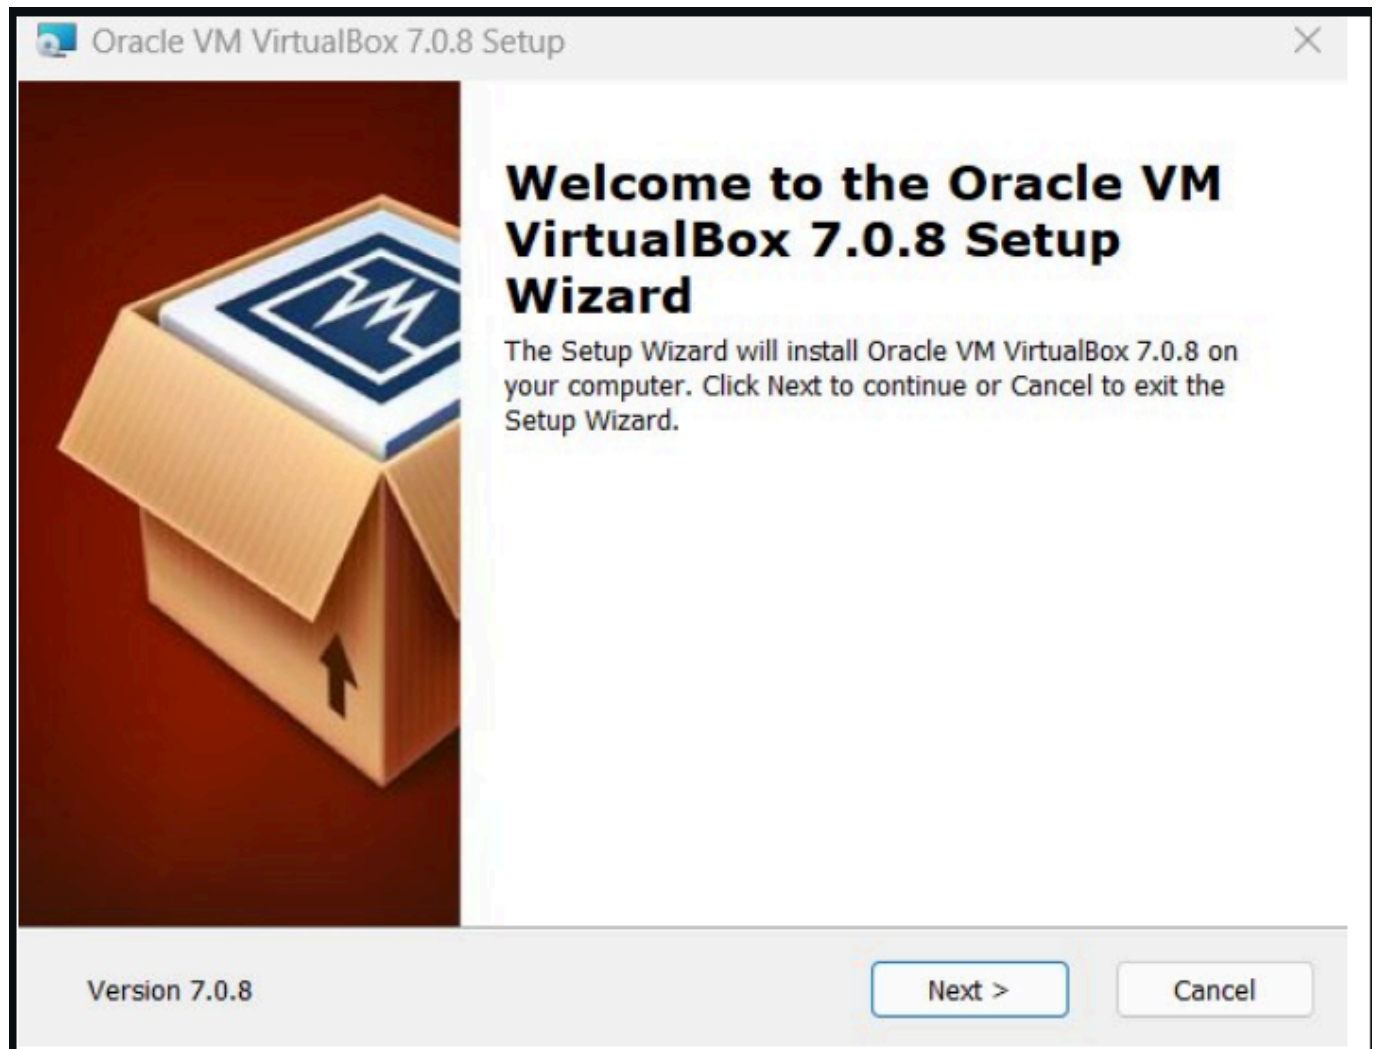 Oracle VM VirtualBox 7.0.8 Setup
Welcome to the Oracle VM
VirtualBox 7.0.8 Setup
Wizard
The Setup Wizard will install Oracle VM VirtualBox 7.0.8 on
your computer. Click Next to continue or Cancel to exit the
Setup Wizard.
Version 7.0.8
Next >
Cancel